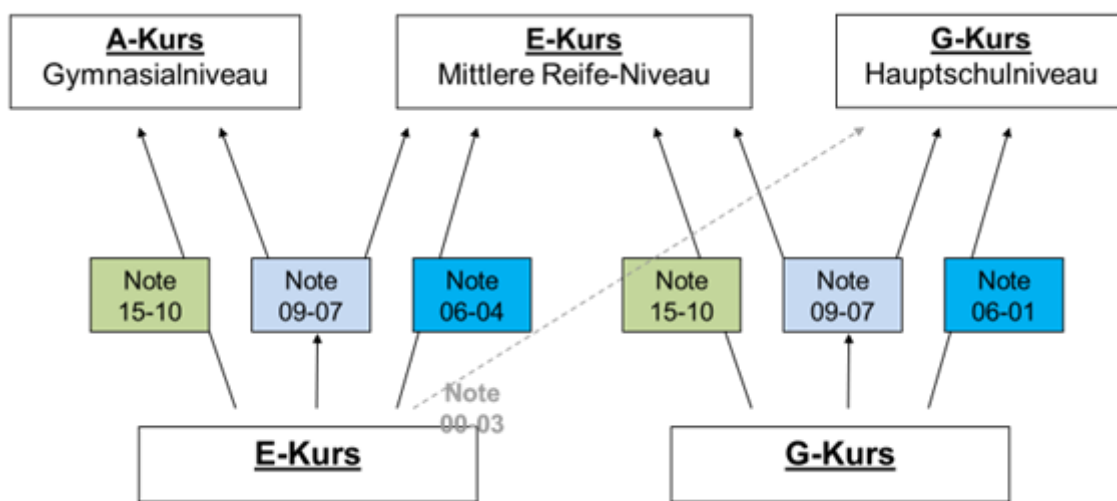 A-Kurs
Gymnasialniveau
E-Kurs
Mittlere Reife-Niveau
G-Kurs
Hauptschulniveau
Note
15-10
Note
09-07
Note
06-04
Note
15-10
Note
09-07
Note
06-01
Note
00-03
E-Kurs
G-Kurs